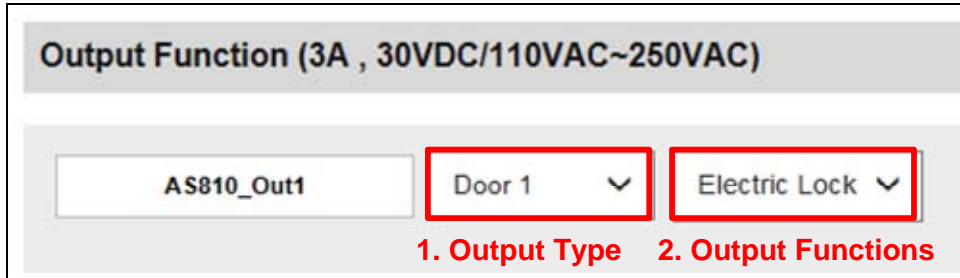 Output Function (3A , 30VDC/110VAC~250VAC)
AS810_Out1 Door 1 Electric Lock
1. Output Type 2. Output Functions